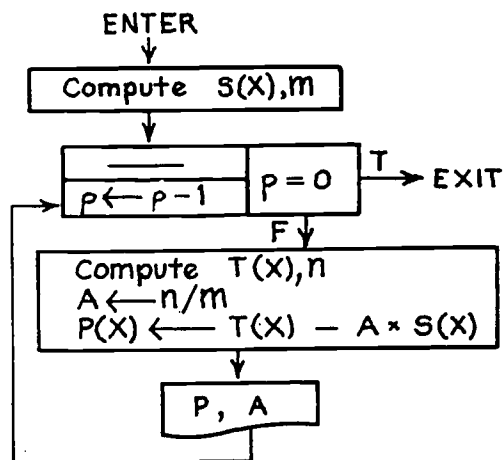 ENTER
Compute S(X),m
p ← p-1
p = 0
T
EXIT
F
Compute T(X),n
A ← n/m
P(X) ← T(X) - A × S(X)
P, A